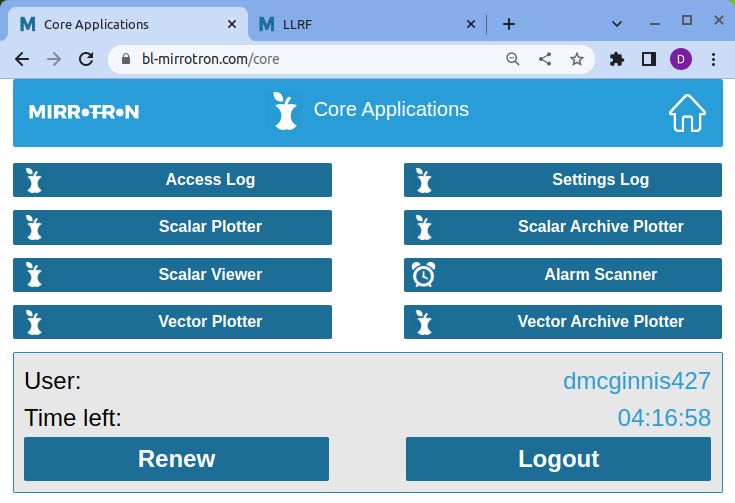 Core Applications
LLRF
bl-mirrotron.com/core
D
MIRROTRON
Core Applications
Access Log
Settings Log
Scalar Plotter
Scalar Archive Plotter
Scalar Viewer
Alarm Scanner
Vector Plotter
Vector Archive Plotter
User: dmcginnis427
Time left: 04:16:58
Renew
Logout